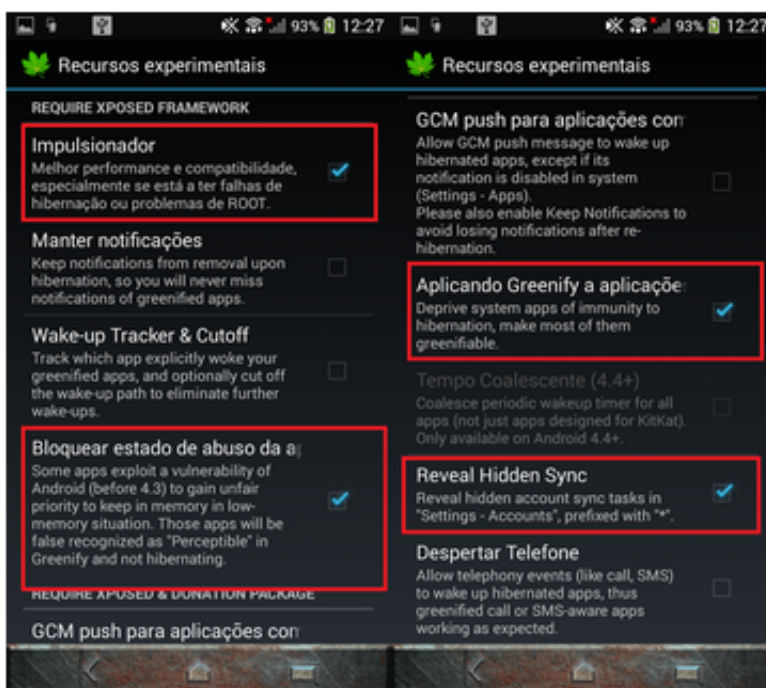 93% 12:27
Recursos experimentais
REQUIRE XPOSED FRAMEWORK
Impulsionador
Melhor performance e compatibilidade,
especialmente se está a ter falhas de
hibernação ou problemas de ROOT.
Manter notificações
Keep notifications from removal upon
hibernation, so you will never miss
notifications of greenified apps.
Wake-up Tracker & Cutoff
Track which app explicitly woke your
greenified apps, and optionally cut off
the wake-up path to eliminate further
wake-ups.
Bloquear estado de abuso da a
Some apps exploit a vulnerability of
Android (before 4.3) to gain unfair
priority to keep in memory in low-
memory situation. Those apps will be
false recognized as "Perceptible" in
Greenify and not hibernating.
REQUIRE XPOSED & DONATION PACKAGE
GCM push para aplicações con
93% 12:27
Recursos experimentais
GCM push para aplicações con
Allow GCM push message to wake up
hibernated apps, except if its
notification is disabled in system
(Settings - Apps).
Please also enable Keep Notifications to
avoid losing notifications after re-
hibernation.
Aplicando Greenify a aplicaçõe
Deprive system apps of immunity to
hibernation, make most of them
greenifiable.
Tempo Coalescente (4.4+)
Coalesce periodic wakeup timer for all
apps (not just apps designed for KitKat).
Only available on Android 4.4+.
Reveal Hidden Sync
Reveal hidden account sync tasks in
"Settings - Accounts", prefixed with "*".
Despertar Telefone
Allow telephony events (like call, SMS)
to wake up hibernated apps, thus
greenified call or SMS-aware apps
working as expected.